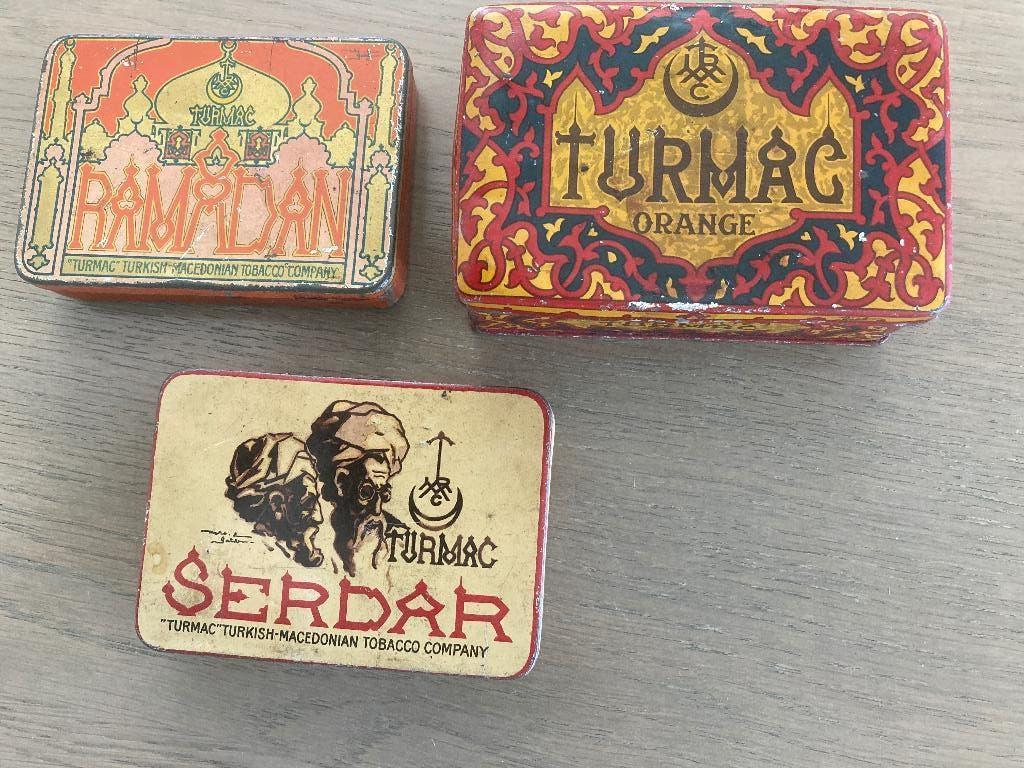 TURMAC
RAMADAN
"TURMAC" TURKISH-MACEDONIAN TOBACCO COMPANY.
TURMAC
ORANGE
TURMAC
SERDAR
"TURMAC" TURKISH-MACEDONIAN TOBACCO COMPANY